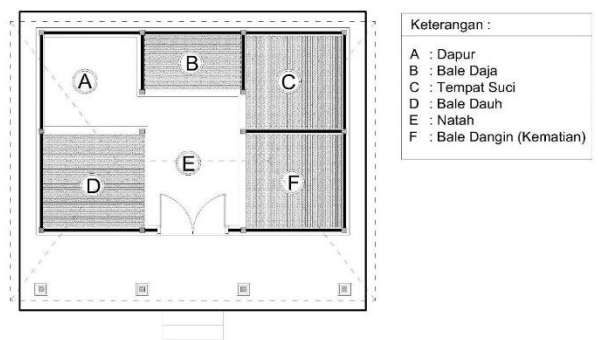 A
B
C
D
E
F
Keterangan :
A : Dapur
B : Bale Daja
C : Tempat Suci
D : Bale Dauh
E : Natah
F : Bale Dangin (Kematian)